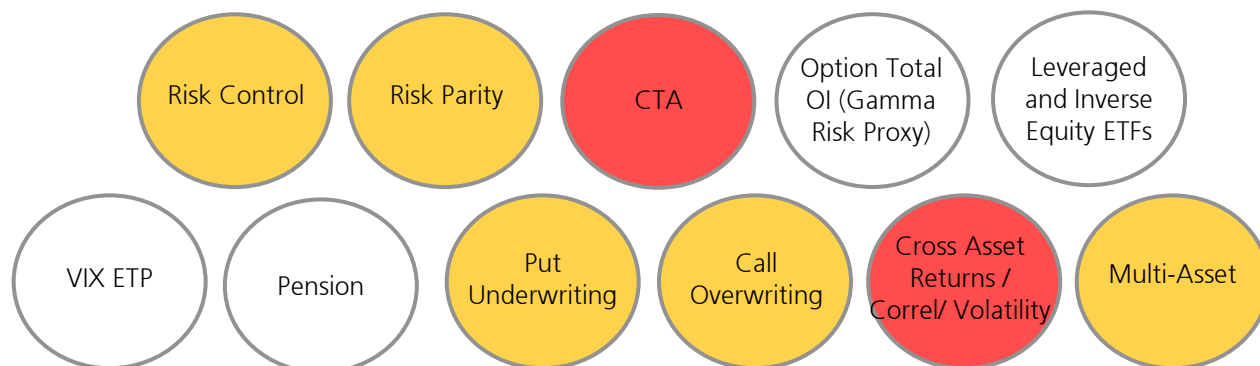 Risk Control
Risk Parity
CTA
Option Total
OI (Gamma
Risk Proxy)
Leveraged
and Inverse
Equity ETFs
VIX ETP
Pension
Put
Underwriting
Call
Overwriting
Cross Asset
Returns /
Correl/ Volatility
Multi-Asset